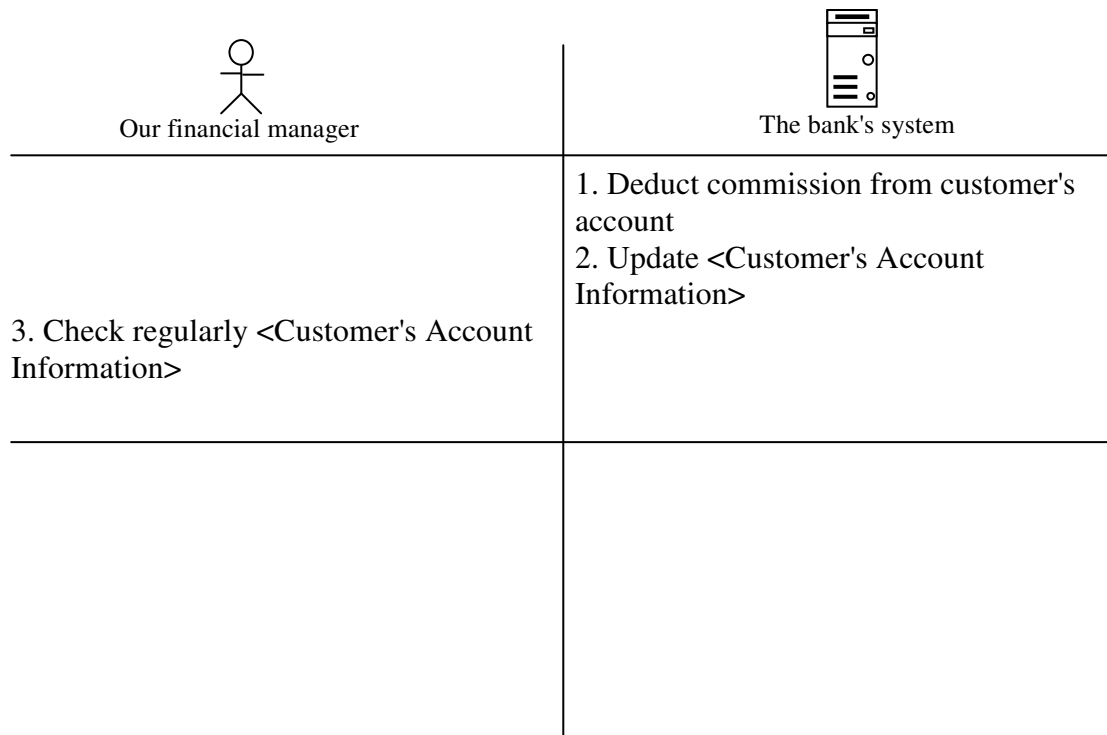 Our financial manager
The bank's system
1. Deduct commission from customer's
account
2. Update <Customer's Account
Information>
3. Check regularly <Customer's Account
Information>